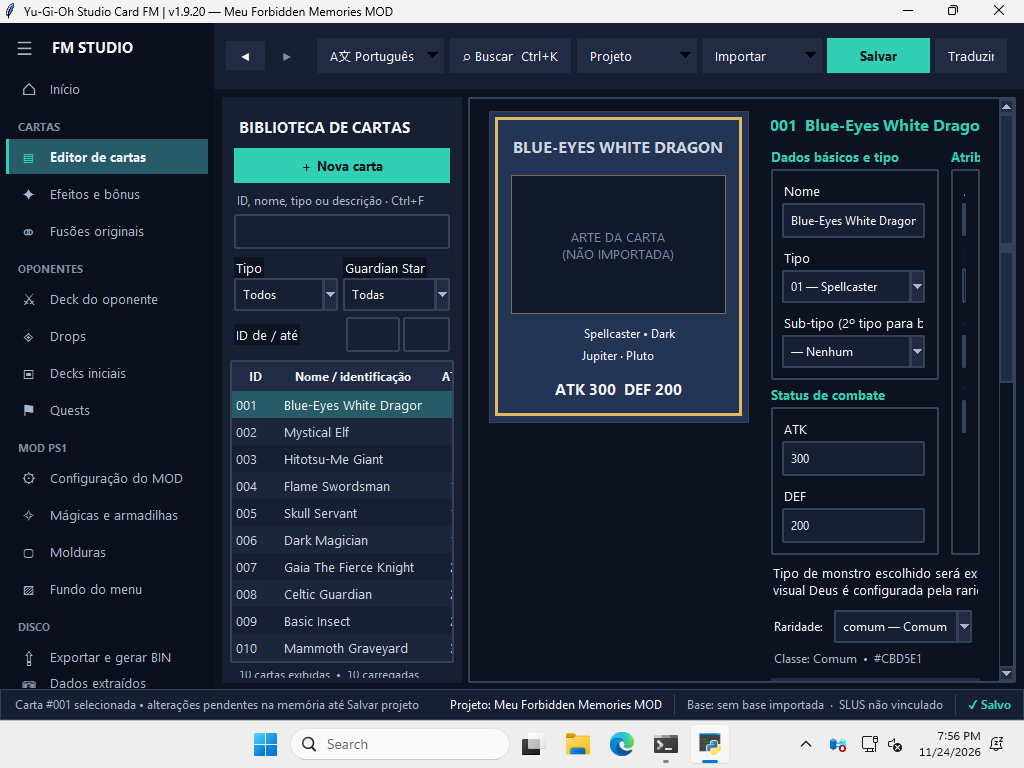 Yu-Gi-Oh Studio Card FM | v1.9.20 — Meu Forbidden Memories MOD
FM STUDIO
Início
CARTAS
Editor de cartas
Efeitos e bônus
Fusões originais
OPONENTES
Deck do oponente
Drops
Decks iniciais
Quests
MOD PS1
Configuração do MOD
Mágicas e armadilhas
Molduras
Fundo do menu
DISCO
Exportar e gerar BIN
Dados extraídos
A文 Português
Buscar Ctrl+K
Projeto
Importar
Salvar
Traduzir
BIBLIOTECA DE CARTAS
+ Nova carta
ID, nome, tipo ou descrição · Ctrl+F
Tipo
Guardian Star
Todos
Todas
ID de / até
ID Nome / identificação
001 Blue-Eyes White Dragor
002 Mystical Elf
003 Hitotsu-Me Giant
004 Flame Swordsman
005 Skull Servant
006 Dark Magician
007 Gaia The Fierce Knight
008 Celtic Guardian
009 Basic Insect
010 Mammoth Graveyard
10 cartas exibidas • 10 carregadas
BLUE-EYES WHITE DRAGON
ARTE DA CARTA
(NÃO IMPORTADA)
Spellcaster • Dark
Jupiter · Pluto
ATK 300 DEF 200
001 Blue-Eyes White Drago
Dados básicos e tipo
Atrib
Nome
Blue-Eyes White Dragor
Tipo
01 — Spellcaster
Sub-tipo (2º tipo para b
— Nenhum
Status de combate
ATK
300
DEF
200
Tipo de monstro escolhido será ex
visual Deus é configurada pela rari
Raridade:
comum — Comum
Classe: Comum • #CBD5E1
Carta #001 selecionada • alterações pendentes na memória até Salvar projeto
Projeto: Meu Forbidden Memories MOD
Base: sem base importada · SLUS não vinculado
✓ Salvo
Search
7:56 PM
11/24/2026